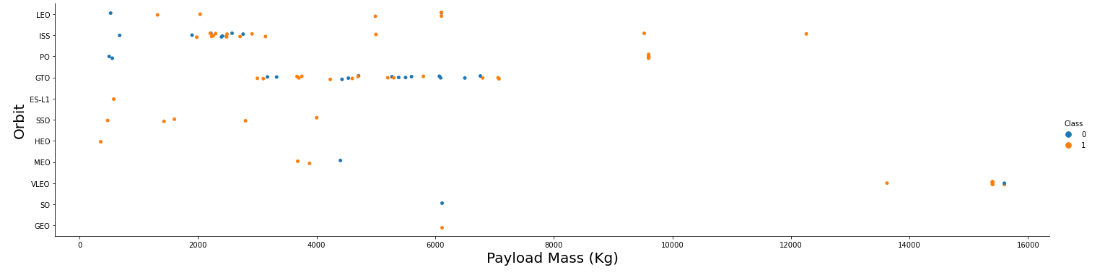 Orbit
LEO
ISS
PO
GTO
ES-L1
SSO
HEO
MEO
VLEO
SO
GEO
0
2000
4000
6000
8000
10000
12000
14000
16000
Payload Mass (Kg)
Class
0
1